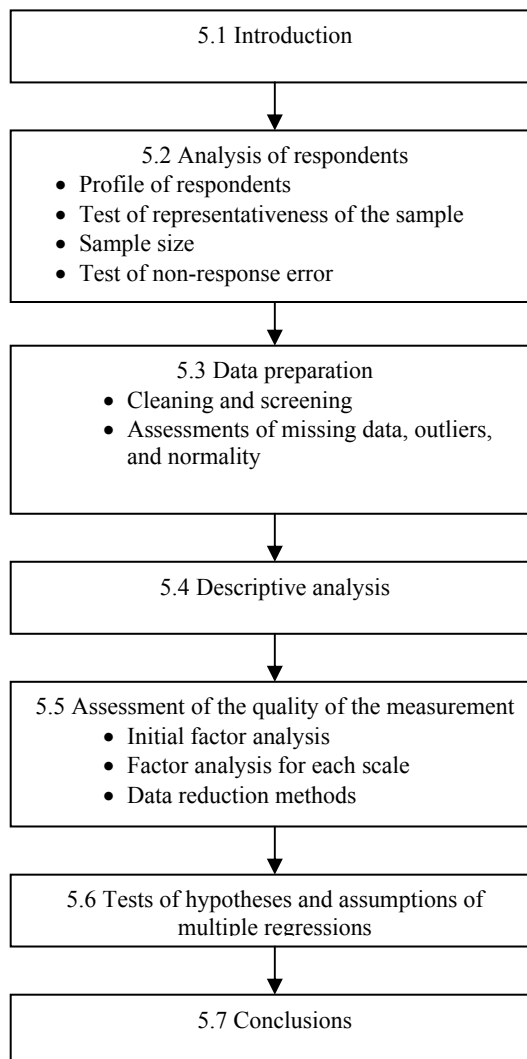 5.1 Introduction
5.2 Analysis of respondents
• Profile of respondents
• Test of representativeness of the sample
• Sample size
• Test of non-response error
5.3 Data preparation
• Cleaning and screening
• Assessments of missing data, outliers,
and normality
5.4 Descriptive analysis
5.5 Assessment of the quality of the measurement
• Initial factor analysis
• Factor analysis for each scale
• Data reduction methods
5.6 Tests of hypotheses and assumptions of
multiple regressions
5.7 Conclusions